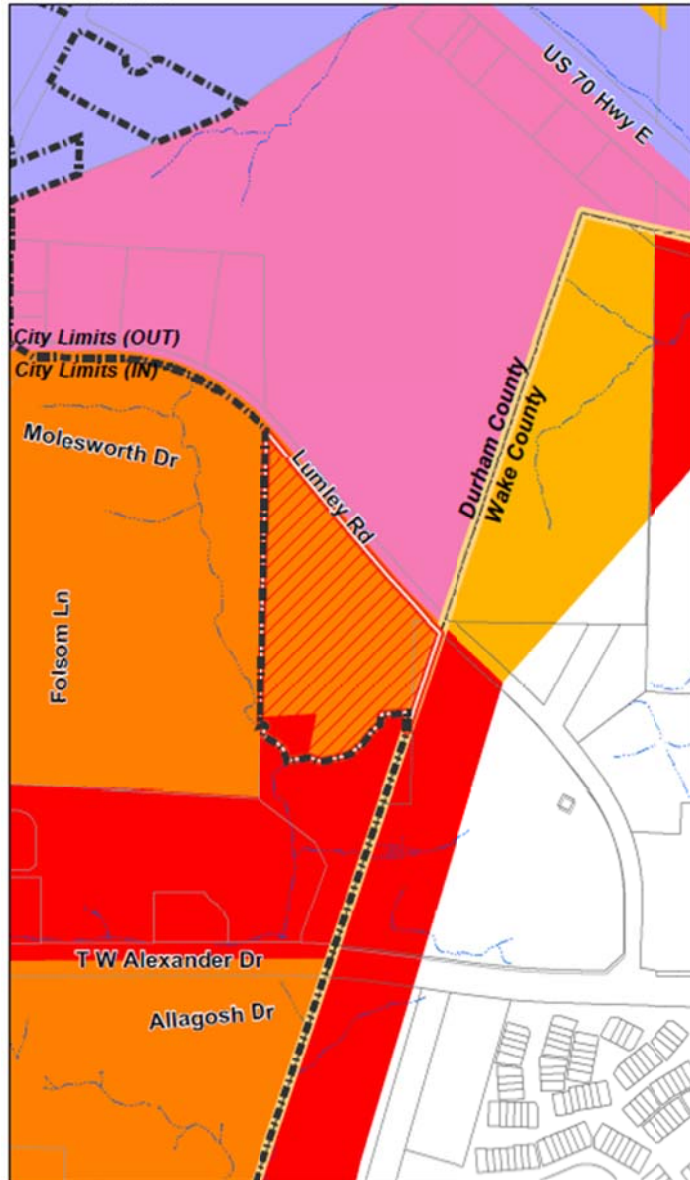 US 70 Hwy E
City Limits (OUT)
City Limits (IN)
Molesworth Dr
Lumley Rd
Durham County
Wake County
Folsom Ln
T W Alexander Dr
Allagosh Dr